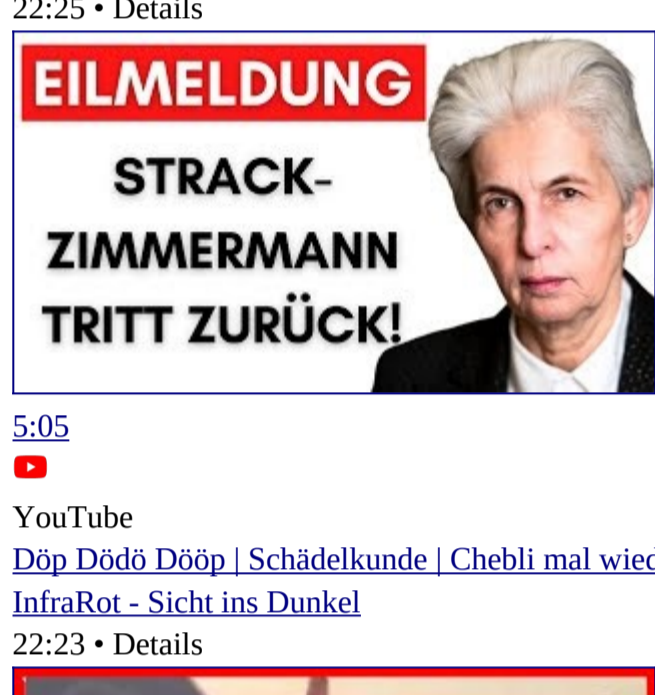 22:25 • Details
EILMELDUNG
STRACK-
ZIMMERMANN
TRITT ZURÜCK!
5:05
YouTube
Döp Dödö Dööp | Schädelkunde | Chebli mal wied
InfraRot - Sicht ins Dunkel
22:23 • Details